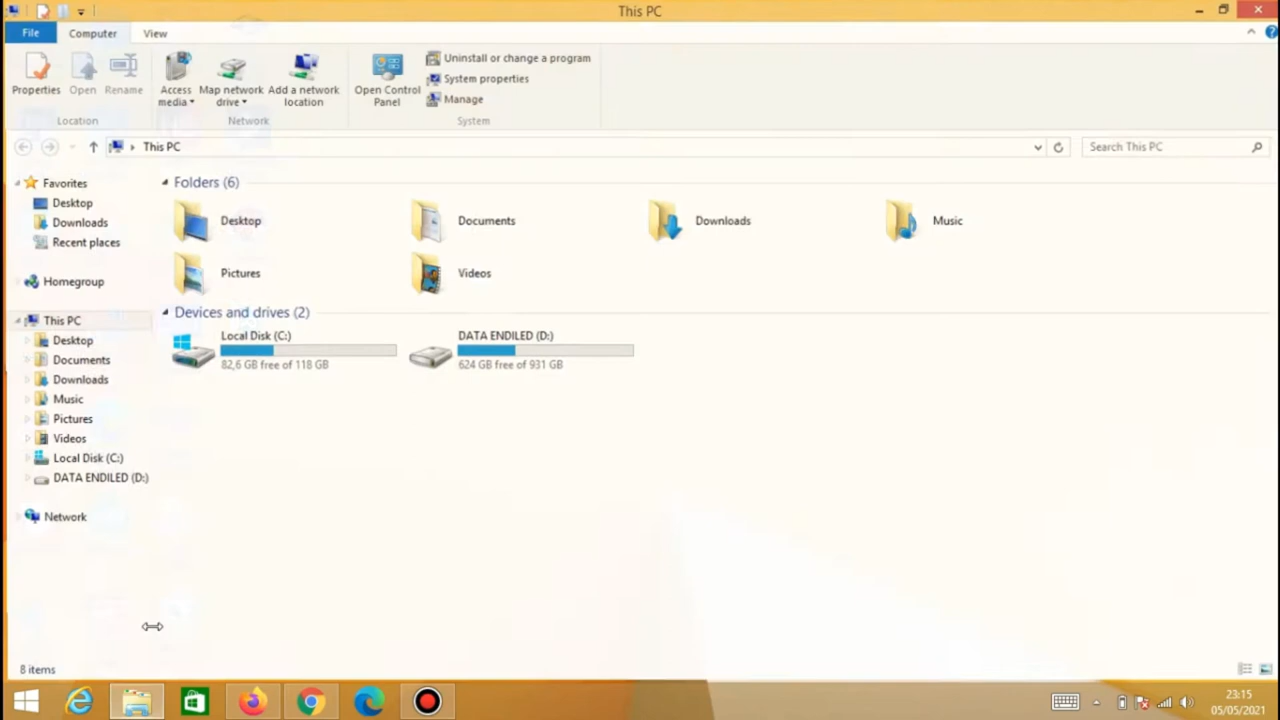 This PC
File Computer View
Properties Open Rename Access media Map network drive Add a network location Open Control Panel Uninstall or change a program
System properties
Manage
Location Network System
This PC Search This PC
Favorites
Desktop
Downloads
Recent places
Homegroup
This PC
Desktop
Documents
Downloads
Music
Pictures
Videos
Local Disk (C:)
DATA ENDILED (D:)
Network
Folders (6)
Desktop Documents Downloads Music
Pictures Videos
Devices and drives (2)
Local Disk (C:) DATA ENDILED (D:)
82,6 GB free of 118 GB 624 GB free of 931 GB
8 items
23:15
05/05/2021